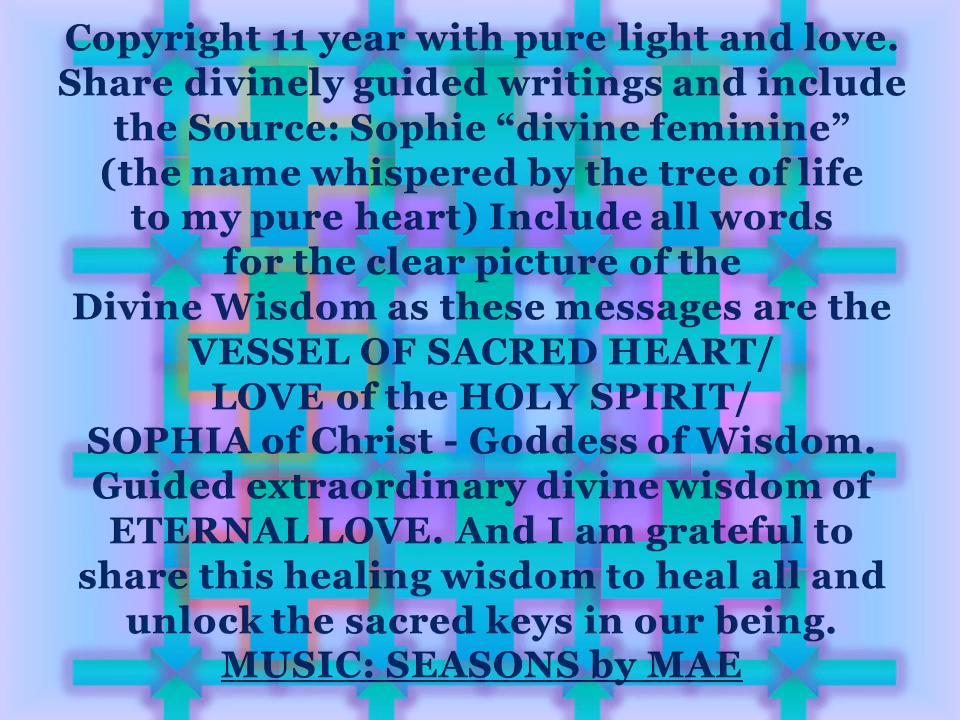 Copyright 11 year with pure light and love.
Share divinely guided writings and include
the Source: Sophie “divine feminine”
(the name whispered by the tree of life
to my pure heart) Include all words
for the clear picture of the
Divine Wisdom as these messages are the
VESSEL OF SACRED HEART/
LOVE of the HOLY SPIRIT/
SOPHIA of Christ - Goddess of Wisdom.
Guided extraordinary divine wisdom of
ETERNAL LOVE. And I am grateful to
share this healing wisdom to heal all and
unlock the sacred keys in our being.
MUSIC: SEASONS by MAE